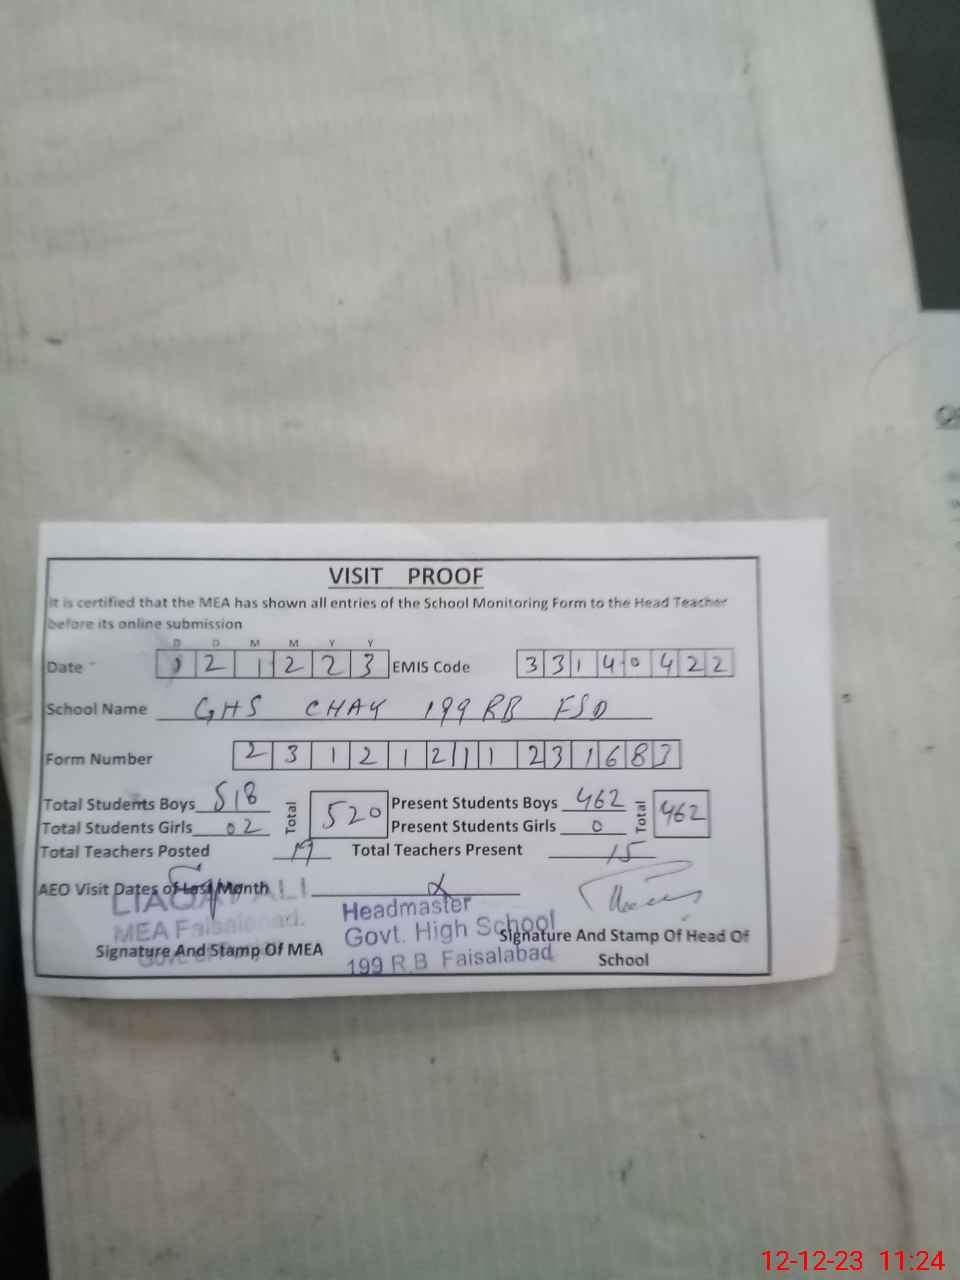 VISIT PROOF
It is certified that the MEA has shown all entries of the School Monitoring Form to the Head Teacher
before its online submission
D D M M Y Y
Date 1 2 1 2 2 3 EMIS Code 3 3 1 4 0 4 2 2
School Name GHS CHAK 199 RB FSD
Form Number 2 3 1 2 1 2 1 1 2 3 1 6 8 3
Total Students Boys 518 Total 520 Present Students Boys 462 Total 462
Total Students Girls 02 Present Students Girls 0
Total Teachers Posted Total Teachers Present 15
AEO Visit Dates of Last Month
LIAQAT ALI
MEA Faisalabad.
Signature And Stamp Of MEA
Headmaster
Govt. High School
199 R.B Faisalabad
Signature And Stamp Of Head Of
School
12-12-23 11:24